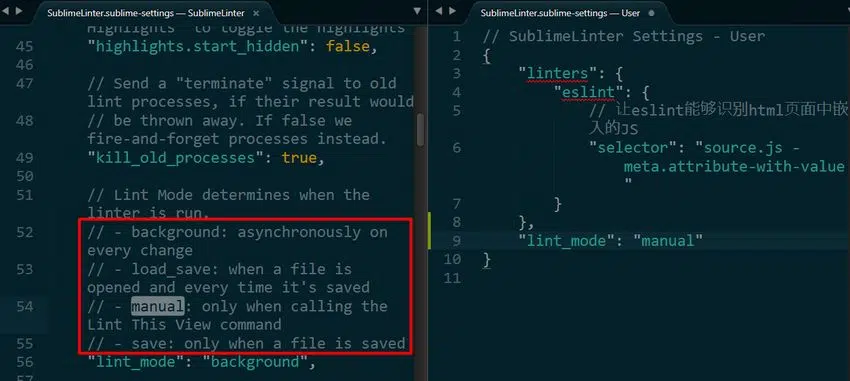 SublimeLinter.sublime-settings — SublimeLinter
45 "highlights.start_hidden": false,
46
47 // Send a "terminate" signal to old
lint processes, if their result would
48 // be thrown away. If false we
fire-and-forget processes instead.
49 "kill_old_processes": true,
50
51 // Lint Mode determines when the
linter is run.
52 // - background: asynchronously on
every change
53 // - load_save: when a file is
opened and every time it's saved
54 // - manual: only when calling the
Lint This View command
55 // - save: only when a file is saved
56 "lint_mode": "background",
SublimeLinter.sublime-settings — User
1 // SublimeLinter Settings - User
2 {
3 "linters": {
4 "eslint": {
5 // 让eslint能够识别html页面中嵌
入的JS
6 "selector": "source.js -
meta.attribute-with-value
"
7 }
8 },
9 "lint_mode": "manual"
10 }
11